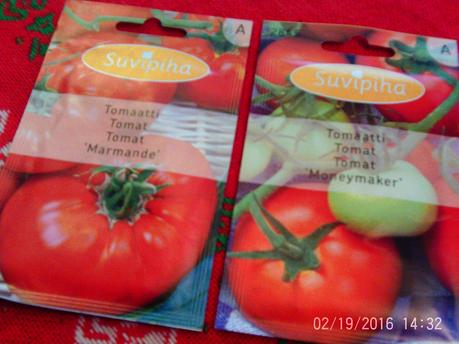 A
Suvipiha
Tomaatti
Tomat
Tomat
'Marmande'
A
Suvipiha
Tomaatti
Tomat
Tomat
'Moneymaker'
02/19/2016 14:32